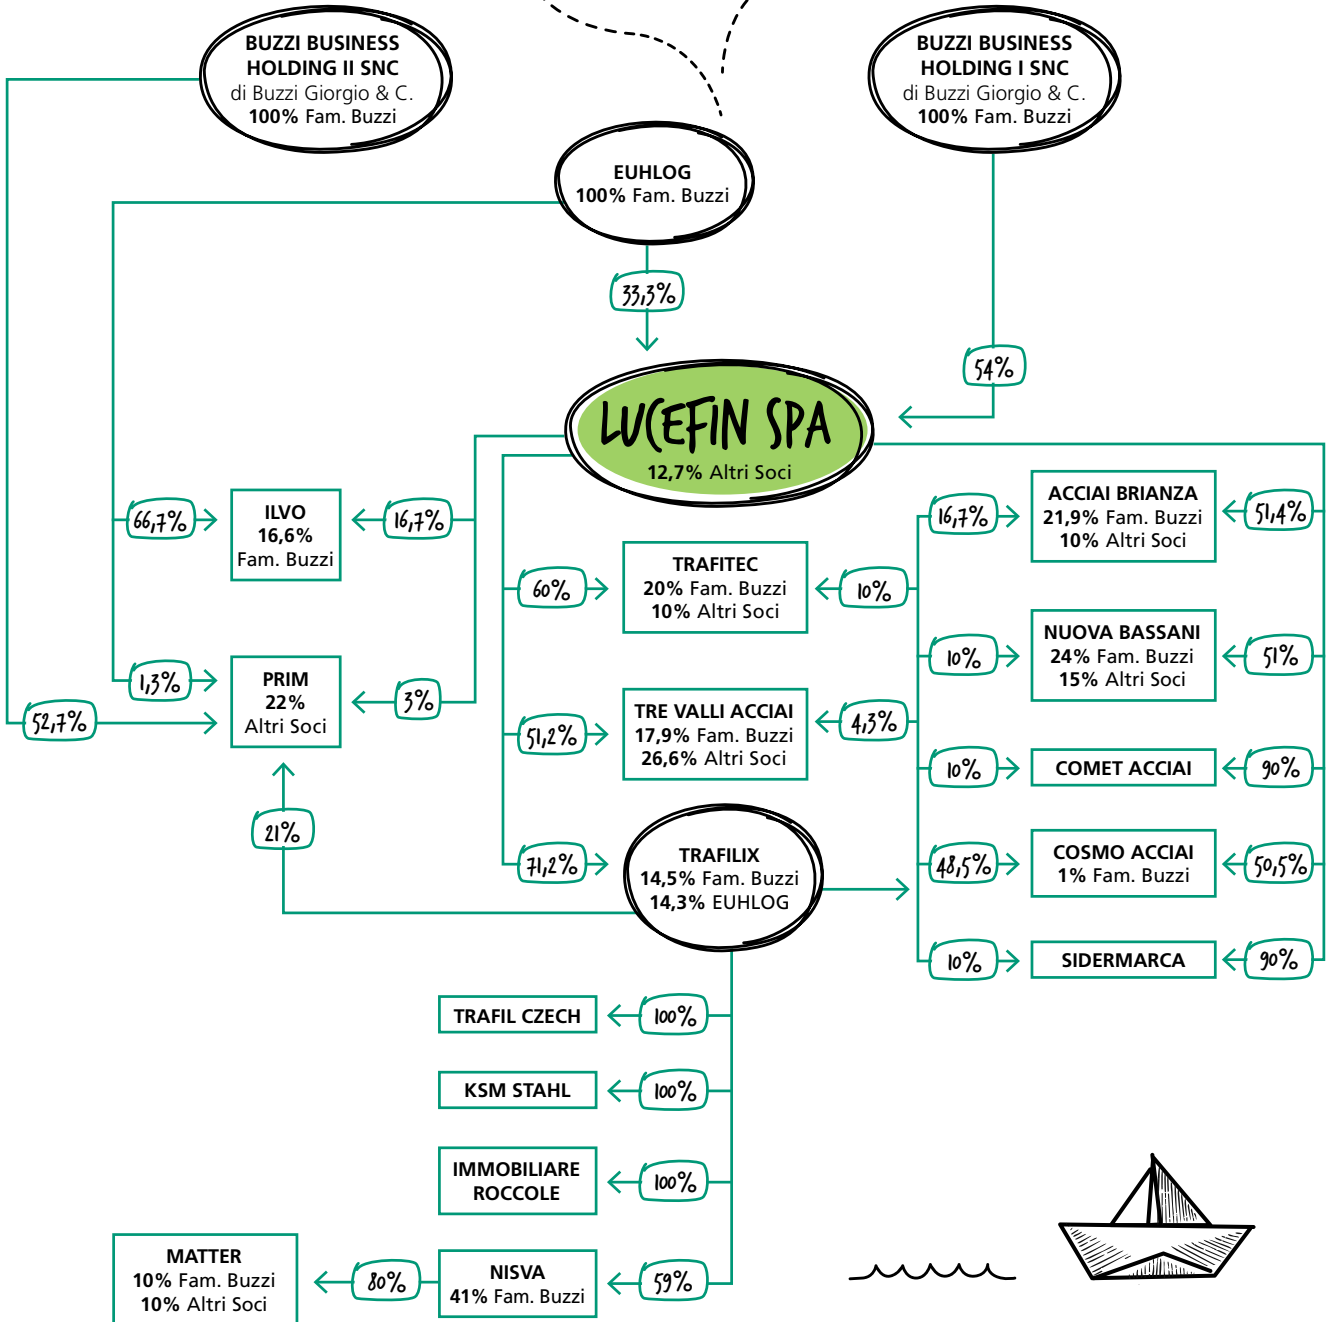 BUZZI BUSINESS
HOLDING II SNC
di Buzzi Giorgio & C.
100% Fam. Buzzi
BUZZI BUSINESS
HOLDING I SNC
di Buzzi Giorgio & C.
100% Fam. Buzzi
EUHLOG
100% Fam. Buzzi
33,3%
54%
LUCEFIN SPA
12,7% Altri Soci
66,7%
ILVO
16,6%
Fam. Buzzi
16,7%
60%
TRAFITEC
20% Fam. Buzzi
10% Altri Soci
10%
16,7%
ACCIAI BRIANZA
21,9% Fam. Buzzi
10% Altri Soci
51,4%
10%
NUOVA BASSANI
24% Fam. Buzzi
15% Altri Soci
51%
1,3%
52,7%
PRIM
22%
Altri Soci
3%
51,2%
TRE VALLI ACCIAI
17,9% Fam. Buzzi
26,6% Altri Soci
4,3%
10%
COMET ACCIAI
90%
21%
71,2%
TRAFILIX
14,5% Fam. Buzzi
14,3% EUHLOG
48,5%
COSMO ACCIAI
1% Fam. Buzzi
50,5%
10%
SIDERMARCA
90%
TRAFIL CZECH
100%
KSM STAHL
100%
IMMOBILIARE
ROCCOLE
100%
MATTER
10% Fam. Buzzi
10% Altri Soci
80%
NISVA
41% Fam. Buzzi
59%